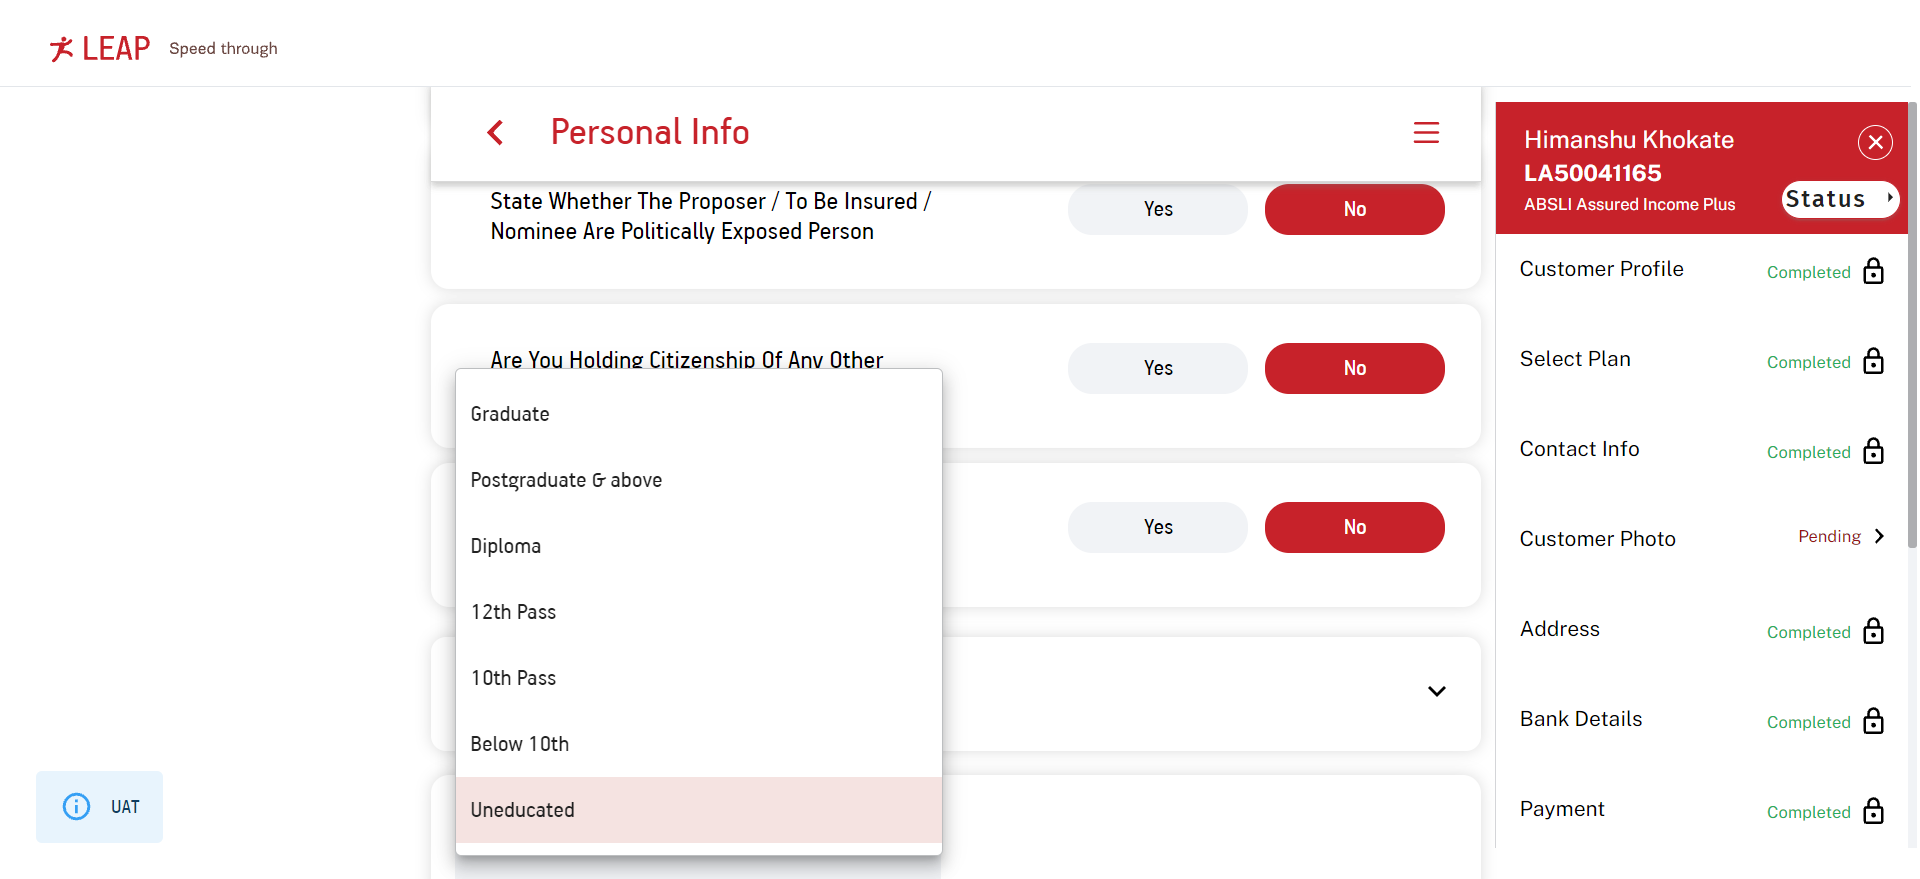 LEAP Speed through
Personal Info
State Whether The Proposer / To Be Insured /
Nominee Are Politically Exposed Person
Yes
No
Are You Holding Citizenship Of Any Other
Yes
No
Yes
No
Graduate
Postgraduate & above
Diploma
12th Pass
10th Pass
Below 10th
Uneducated
UAT
Himanshu Khokate
LA50041165
ABSLI Assured Income Plus
Status
Customer Profile Completed
Select Plan Completed
Contact Info Completed
Customer Photo Pending
Address Completed
Bank Details Completed
Payment Completed